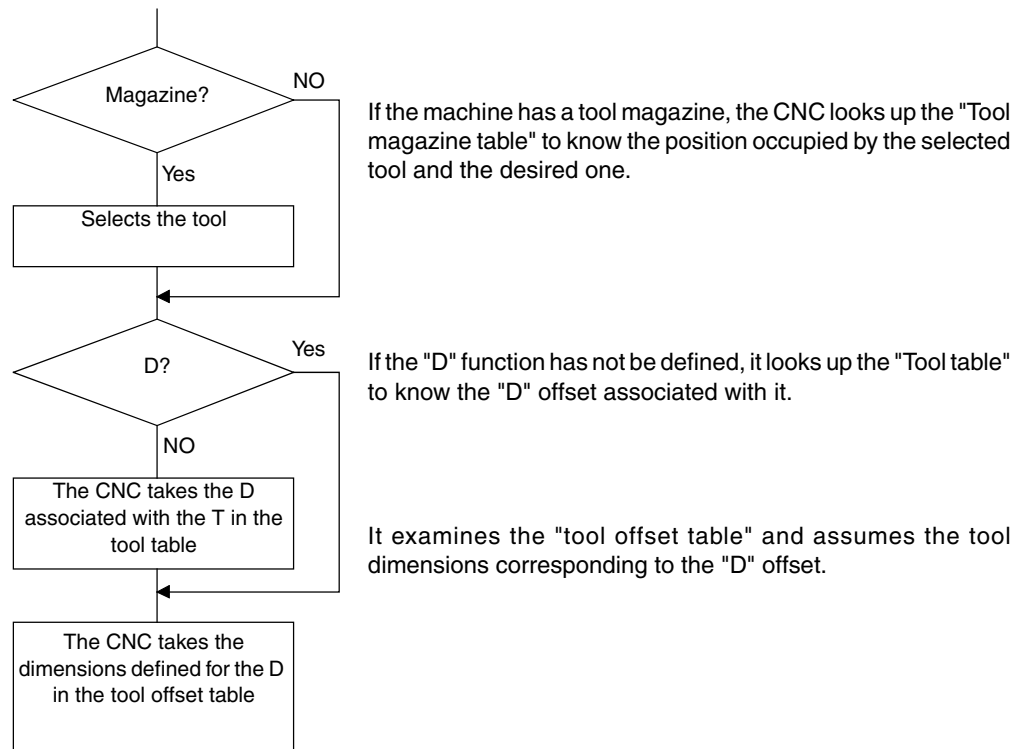 Magazine?
NO
If the machine has a tool magazine, the CNC looks up the "Tool
magazine table" to know the position occupied by the selected
tool and the desired one.
Yes
Selects the tool
D?
Yes
If the "D" function has not be defined, it looks up the "Tool table"
to know the "D" offset associated with it.
NO
The CNC takes the D
associated with the T in the
tool table
It examines the "tool offset table" and assumes the tool
dimensions corresponding to the "D" offset.
The CNC takes the
dimensions defined for the D
in the tool offset table